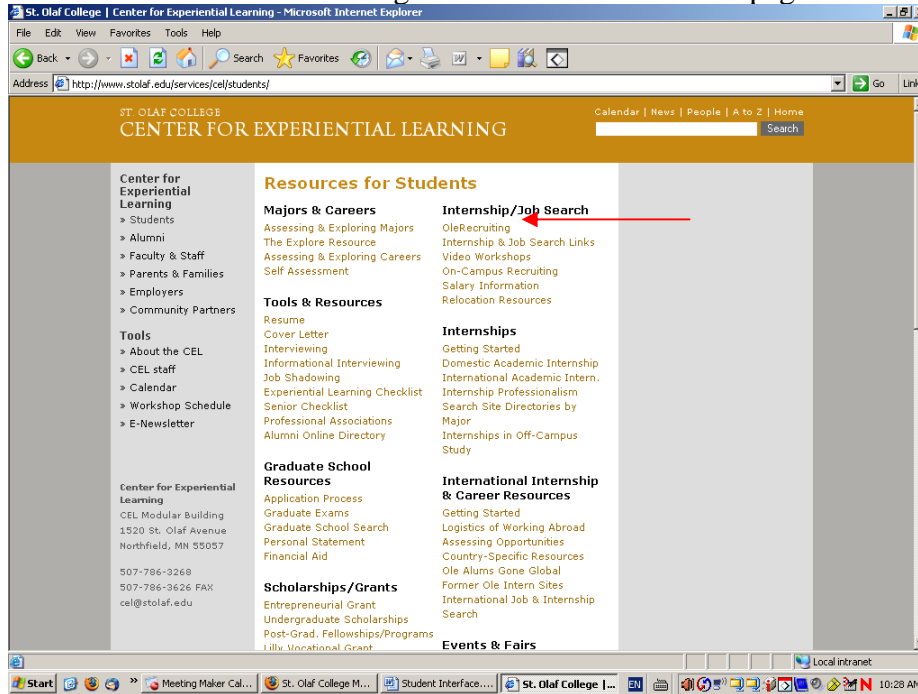 St. Olaf College | Center for Experiential Learning - Microsoft Internet Explorer
File Edit View Favorites Tools Help
Back Search Favorites
Address http://www.stolaf.edu/services/cel/students/ Go Link
ST. OLAF COLLEGE
CENTER FOR EXPERIENTIAL LEARNING
Calendar | News | People | A to Z | Home
Search
Center for
Experiential
Learning
» Students
» Alumni
» Faculty & Staff
» Parents & Families
» Employers
» Community Partners
Tools
» About the CEL
» CEL staff
» Calendar
» Workshop Schedule
» E-Newsletter
Center for Experiential
Learning
CEL Modular Building
1520 St. Olaf Avenue
Northfield, MN 55057
507-786-3268
507-786-3626 FAX
cel@stolaf.edu
Resources for Students
Majors & Careers
Assessing & Exploring Majors
The Explore Resource
Assessing & Exploring Careers
Self Assessment
Tools & Resources
Resume
Cover Letter
Interviewing
Informational Interviewing
Job Shadowing
Experiential Learning Checklist
Senior Checklist
Professional Associations
Alumni Online Directory
Graduate School
Resources
Application Process
Graduate Exams
Graduate School Search
Personal Statement
Financial Aid
Scholarships/Grants
Entrepreneurial Grant
Undergraduate Scholarships
Post-Grad. Fellowships/Programs
Lilly Vocational Grant
Internship/Job Search
OleRecruiting
Internship & Job Search Links
Video Workshops
On-Campus Recruiting
Salary Information
Relocation Resources
Internships
Getting Started
Domestic Academic Internship
International Academic Intern.
Internship Professionalism
Search Site Directories by
Major
Internships in Off-Campus
Study
International Internship
& Career Resources
Getting Started
Logistics of Working Abroad
Assessing Opportunities
Country-Specific Resources
Ole Alums Gone Global
Former Ole Intern Sites
International Job & Internship
Search
Events & Fairs
Local intranet
Start » Meeting Maker Cal... St. Olaf College M... Student Interface.... St. Olaf College |... EN 10:28 AM